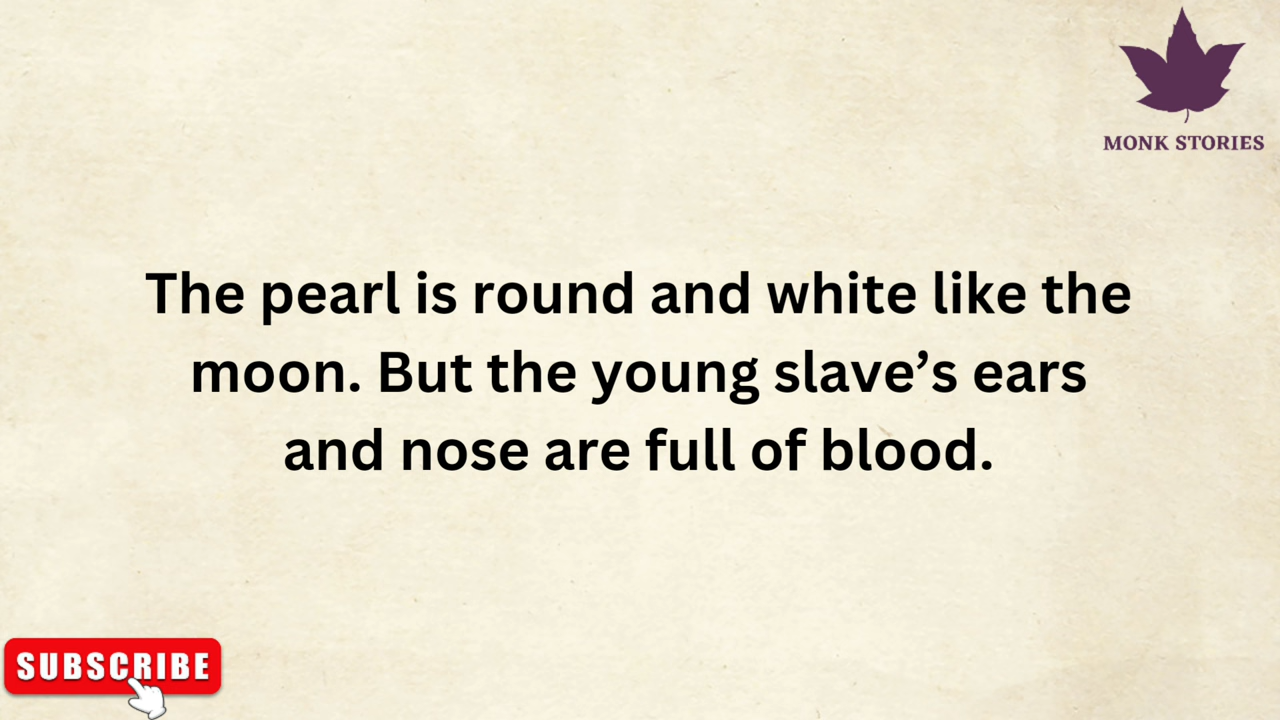 MONK STORIES
The pearl is round and white like the
moon. But the young slave’s ears
and nose are full of blood.
SUBSCRIBE